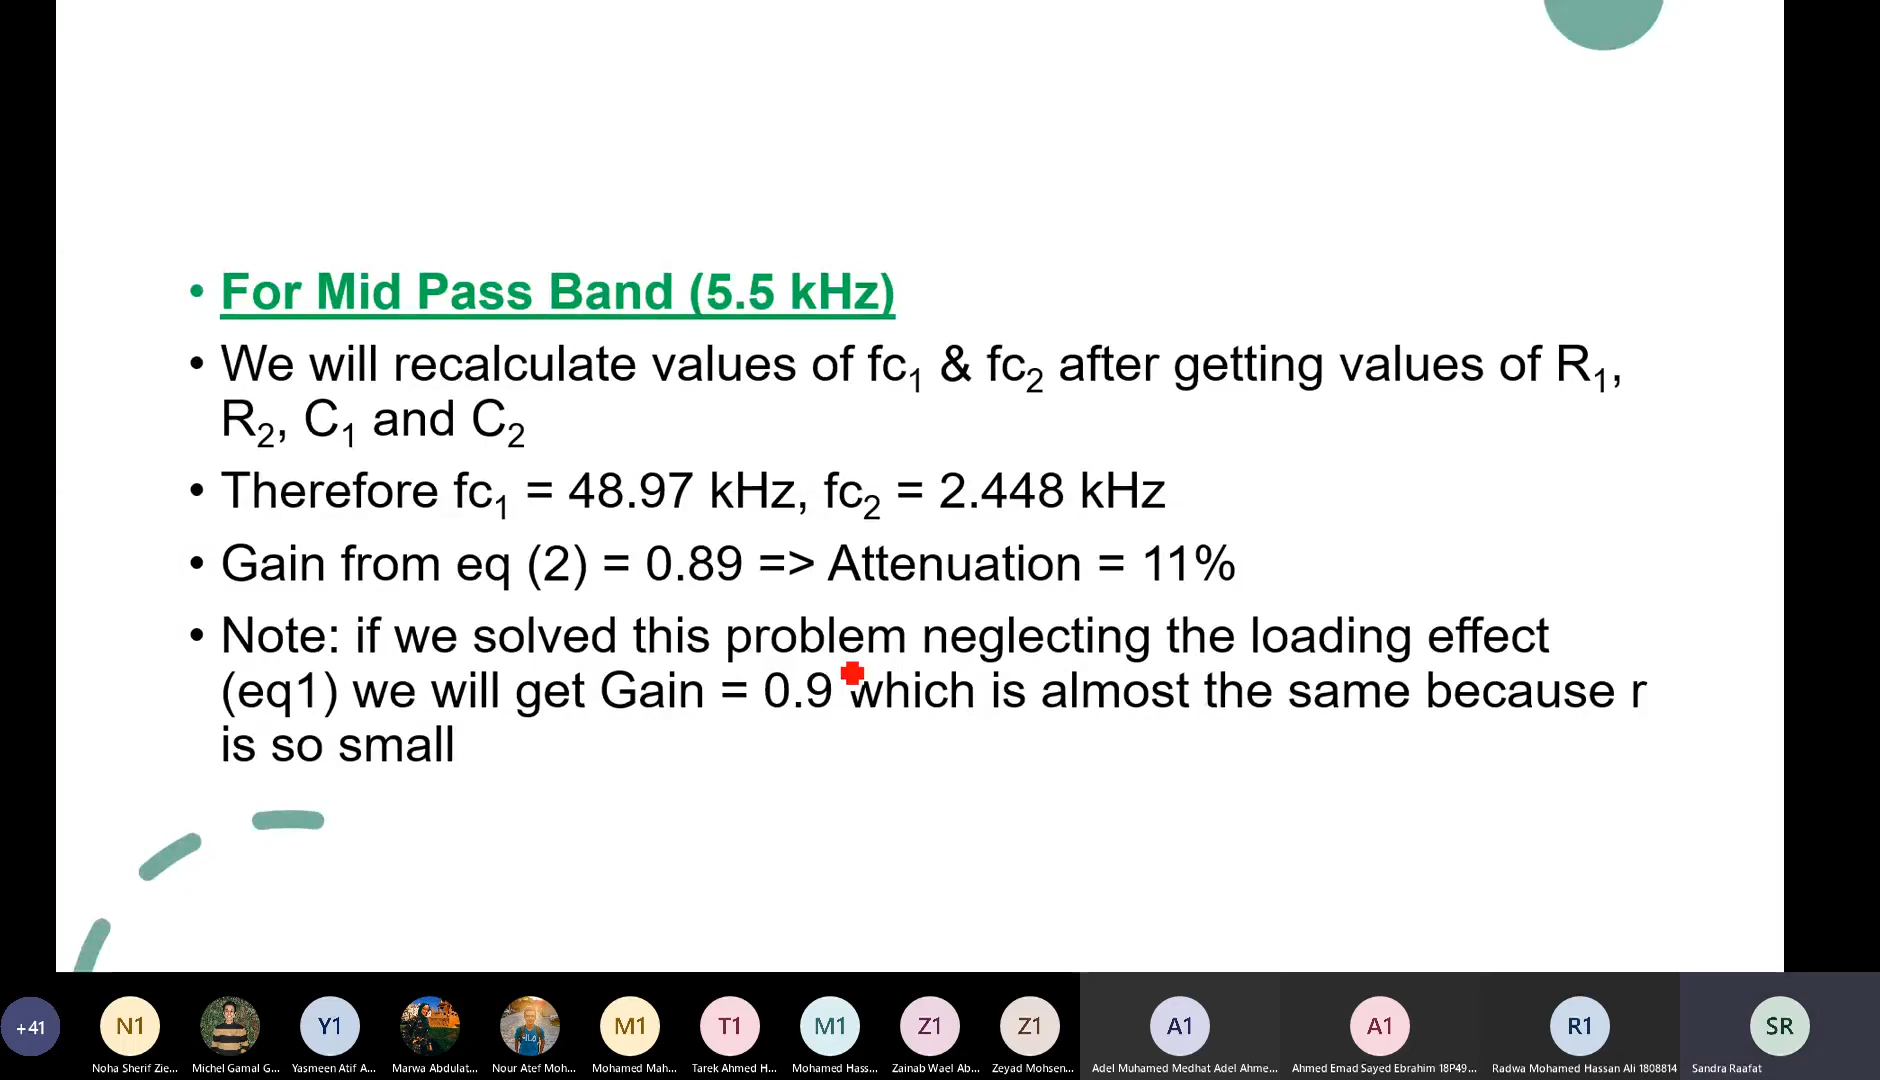 • For Mid Pass Band (5.5 kHz)
• We will recalculate values of fc₁ & fc₂ after getting values of R₁,
R₂, C₁ and C₂
• Therefore fc₁ = 48.97 kHz, fc₂ = 2.448 kHz
• Gain from eq (2) = 0.89 => Attenuation = 11%
• Note: if we solved this problem neglecting the loading effect
(eq1) we will get Gain = 0.9 which is almost the same because r
is so small
+41
N1
Y1
M1
T1
M1
Z1
Z1
A1
A1
R1
SR
Noha Sherif Zie...
Michel Gamal G...
Yasmeen Atif A...
Marwa Abdulat...
Nour Atef Moh...
Mohamed Mah...
Tarek Ahmed H...
Mohamed Hass...
Zainab Wael Ab...
Zeyad Mohsen...
Adel Muhamed Medhat Adel Ahme...
Ahmed Emad Sayed Ebrahim 18P49...
Radwa Mohamed Hassan Ali 1808814
Sandra Raafat